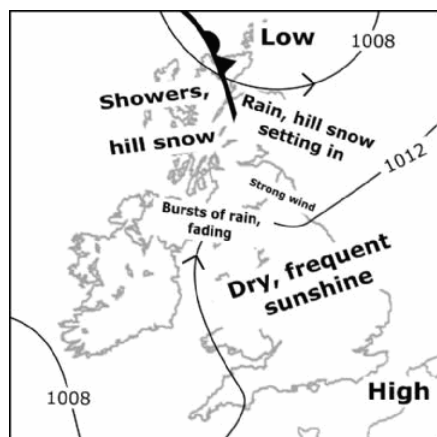 Low
1008
Showers,
hill snow
Rain, hill snow
setting in
1012
Strong wind
Bursts of rain,
fading
Dry, frequent
sunshine
1008
High